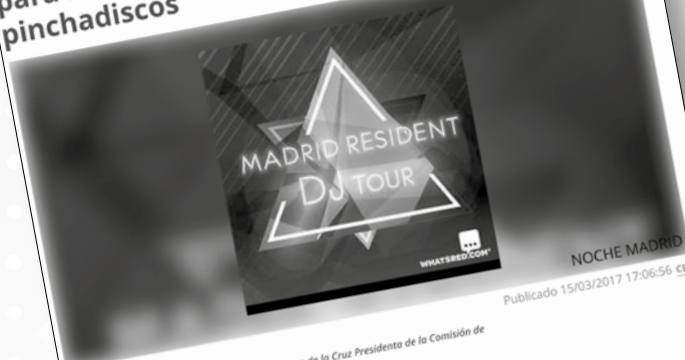 pinchadiscos
MADRID RESIDENT
DJ TOUR
WHATSRED.COM
NOCHE MADRID
Publicado 15/03/2017 17:06:56
de la Cruz Presidenta de la Comisión de